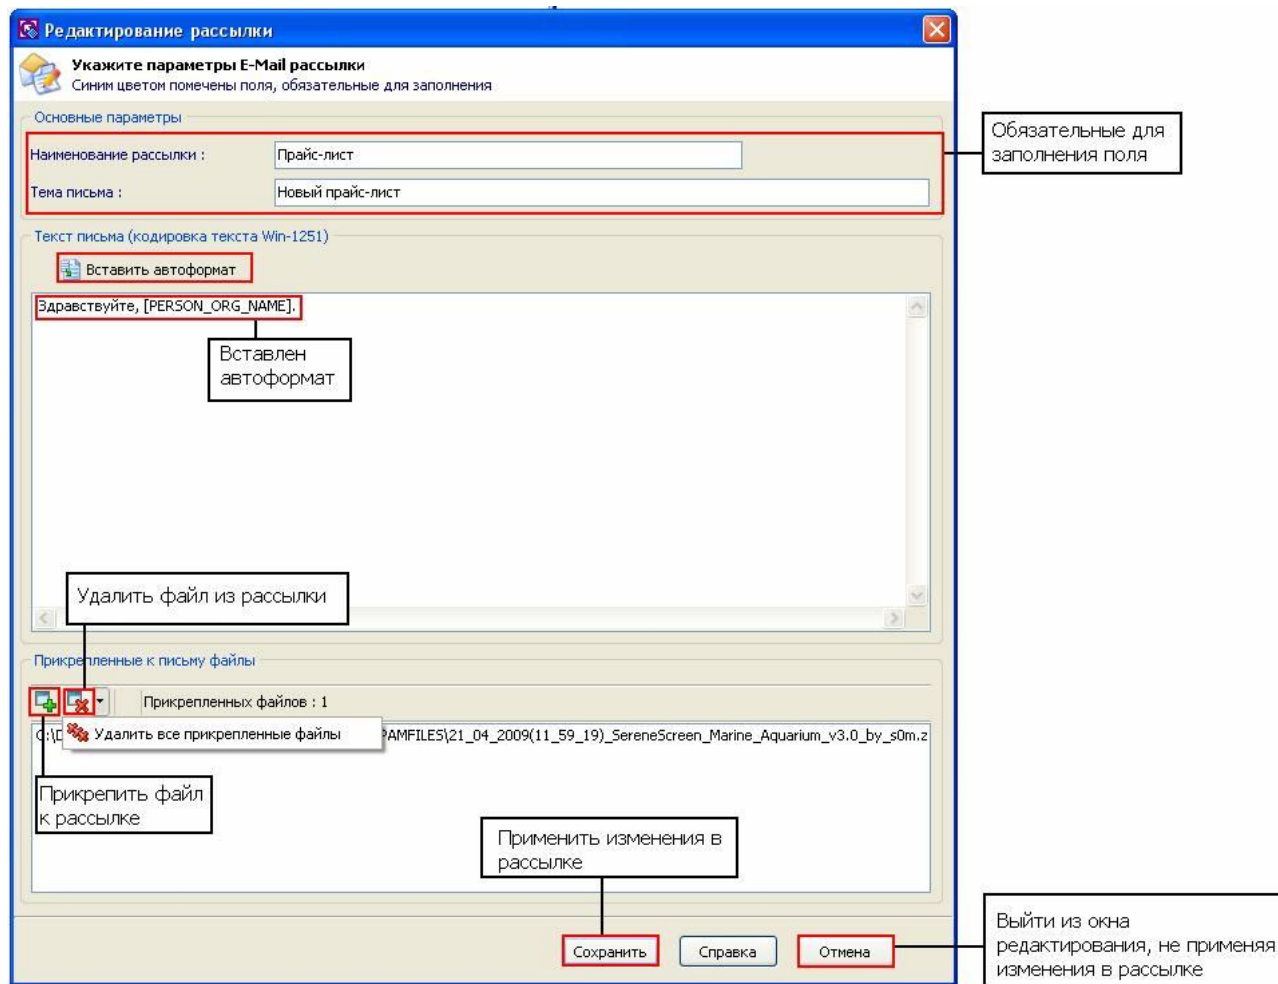 Редактирование рассылки
Укажите параметры E-Mail рассылки
Синим цветом помечены поля, обязательные для заполнения
Основные параметры
Наименование рассылки :
Прайс-лист
Тема письма :
Новый прайс-лист
Обязательные для
заполнения поля
Текст письма (кодировка текста Win-1251)
Вставить автоформат
Здравствуйте, [PERSON_ORG_NAME].
Вставлен
автоформат
Удалить файл из рассылки
Прикрепленные к письму файлы
Прикрепленных файлов : 1
Удалить все прикрепленные файлы
PAMFILES\21_04_2009(11_59_19)_SereneScreen_Marine_Aquarium_v3.0_by_s0m.z
Прикрепить файл
к рассылке
Применить изменения в
рассылке
Сохранить
Справка
Отмена
Выйти из окна
редактирования, не применяя
изменения в рассылке